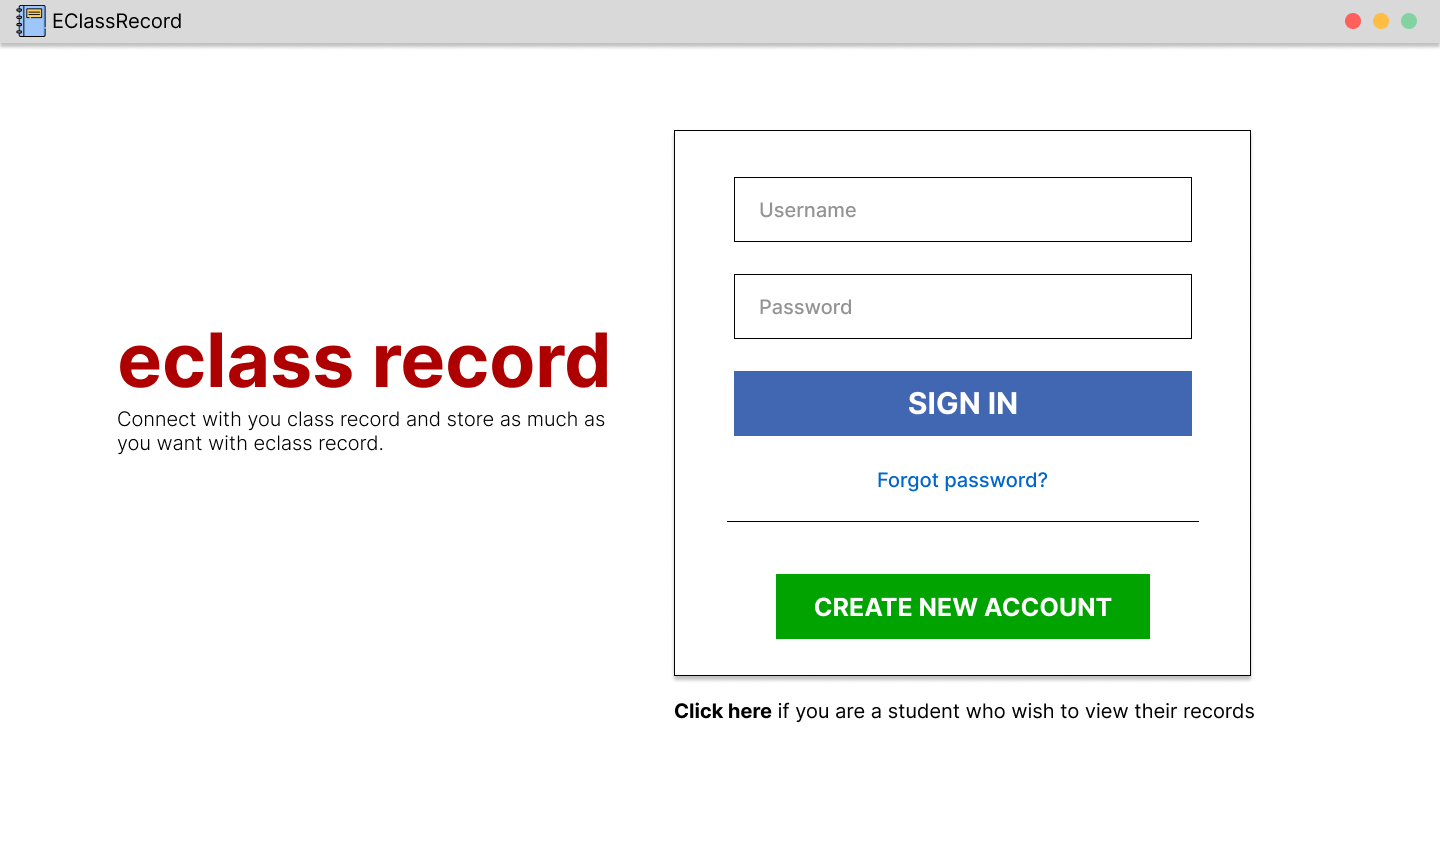 EClassRecord
eclass record
Connect with you class record and store as much as
you want with eclass record.
Username
Password
SIGN IN
Forgot password?
CREATE NEW ACCOUNT
Click here if you are a student who wish to view their records